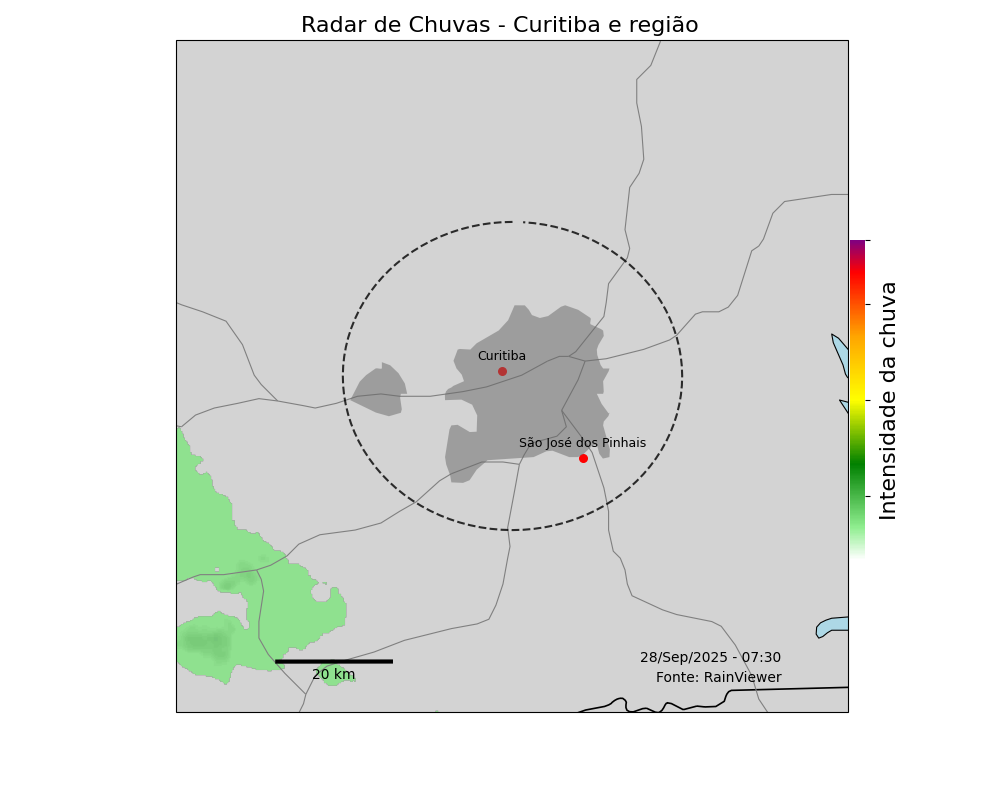 Radar de Chuvas - Curitiba e região
Curitiba
São José dos Pinhais
Intensidade da chuva
28/Sep/2025 - 07:30
Fonte: RainViewer
20 km